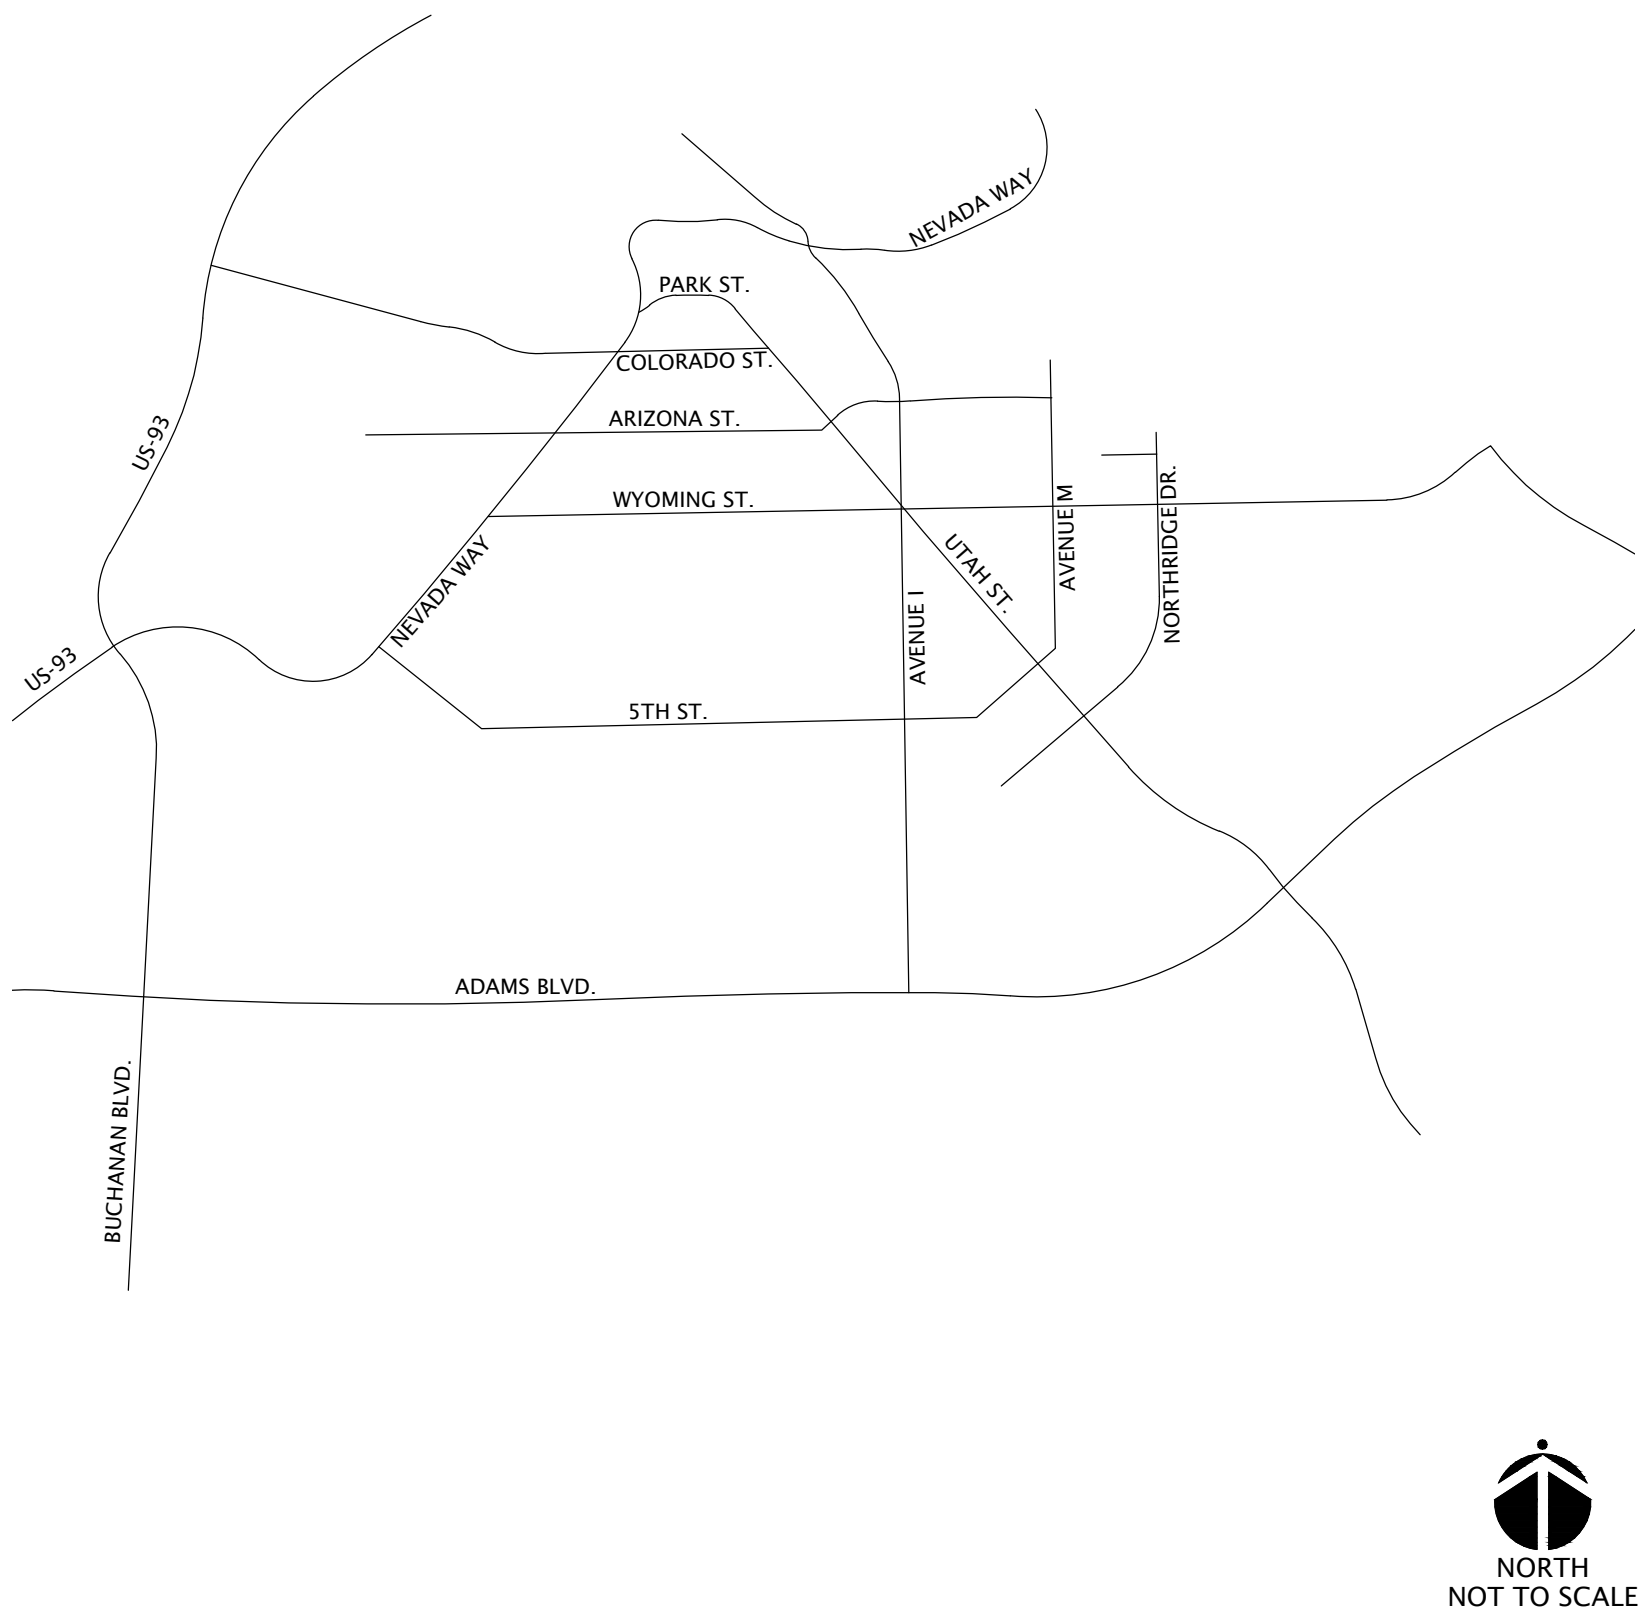 NEVADA WAY
PARK ST.
COLORADO ST.
ARIZONA ST.
US-93
WYOMING ST.
AVENUE M
NORTHRIDGE DR.
NEVADA WAY
UTAH ST.
AVENUE I
US-93
5TH ST.
ADAMS BLVD.
BUCHANAN BLVD.
NORTH
NOT TO SCALE